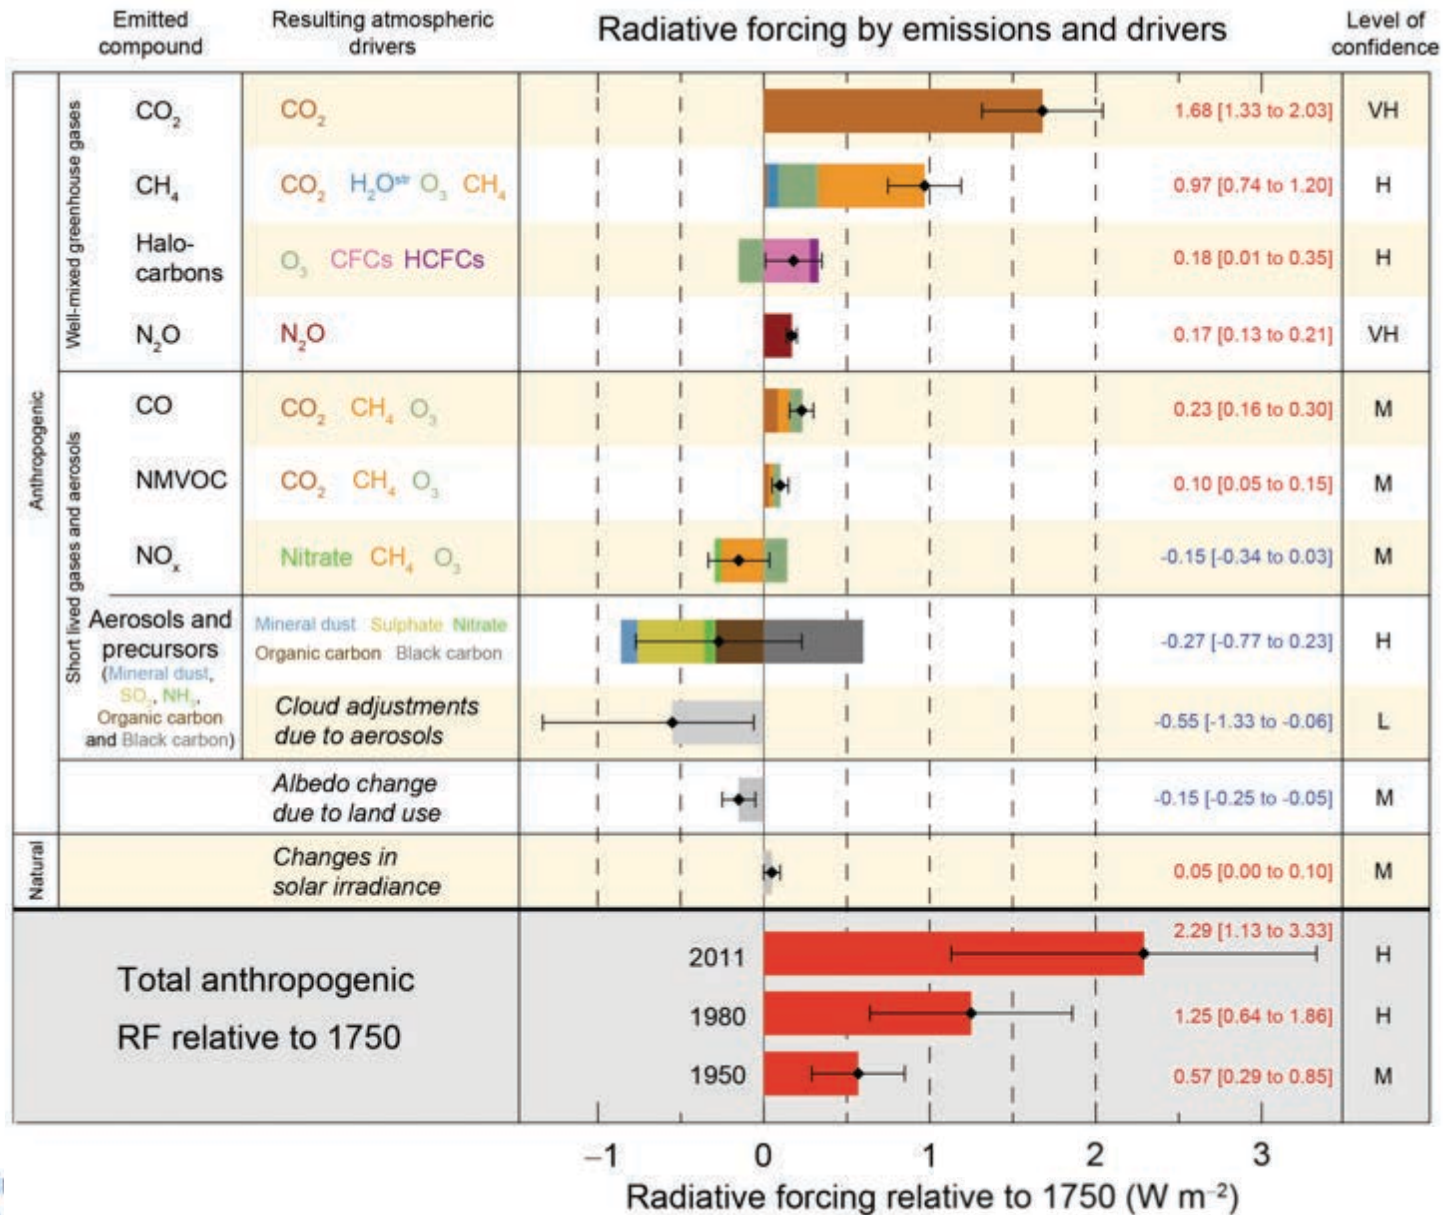 Emitted compound
Resulting atmospheric drivers
Radiative forcing by emissions and drivers
Level of confidence
Anthropogenic
Well-mixed greenhouse gases
CO₂
CO₂
1.68 [1.33 to 2.03]
VH
CH₄
CO₂ H₂Oˢᵗʳ O₃ CH₄
0.97 [0.74 to 1.20]
H
Halo-
carbons
O₃ CFCs HCFCs
0.18 [0.01 to 0.35]
H
N₂O
N₂O
0.17 [0.13 to 0.21]
VH
Short lived gases and aerosols
CO
CO₂ CH₄ O₃
0.23 [0.16 to 0.30]
M
NMVOC
CO₂ CH₄ O₃
0.10 [0.05 to 0.15]
M
NOₓ
Nitrate CH₄ O₃
-0.15 [-0.34 to 0.03]
M
Aerosols and
precursors
(Mineral dust,
SO₂, NH₃,
Organic carbon
and Black carbon)
Mineral dust Sulphate Nitrate
Organic carbon Black carbon
-0.27 [-0.77 to 0.23]
H
Cloud adjustments
due to aerosols
-0.55 [-1.33 to -0.06]
L
Albedo change
due to land use
-0.15 [-0.25 to -0.05]
M
Natural
Changes in
solar irradiance
0.05 [0.00 to 0.10]
M
Total anthropogenic
RF relative to 1750
2011
2.29 [1.13 to 3.33]
H
1980
1.25 [0.64 to 1.86]
H
1950
0.57 [0.29 to 0.85]
M
−1 0 1 2 3
Radiative forcing relative to 1750 (W m⁻²)